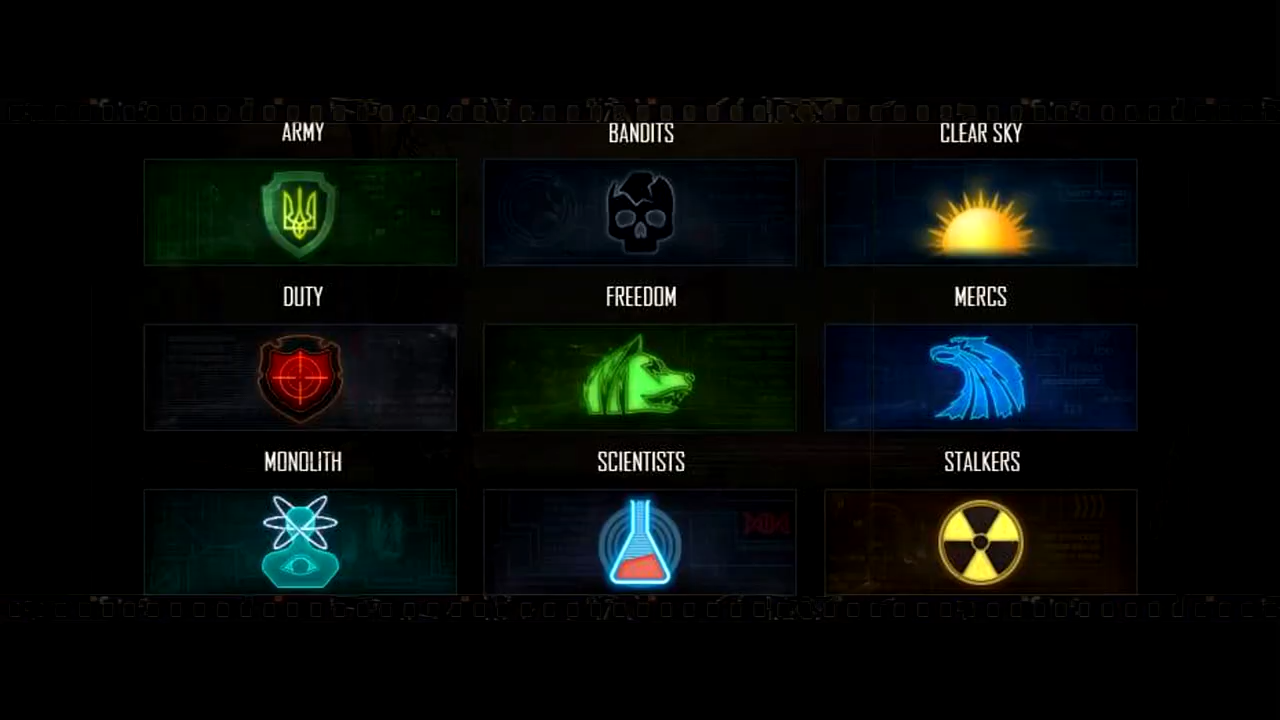 ARMY
BANDITS
CLEAR SKY
DUTY
FREEDOM
MERCS
MONOLITH
SCIENTISTS
STALKERS